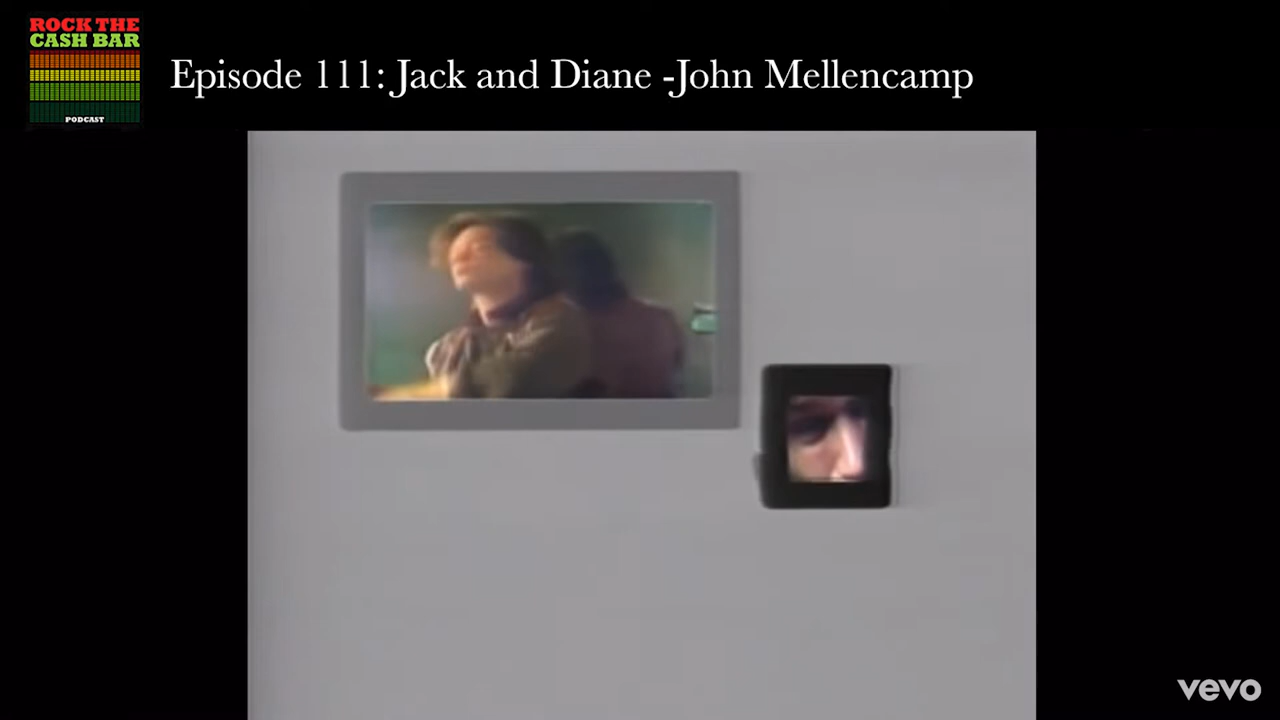 ROCK THE
CASH BAR
PODCAST
Episode 111: Jack and Diane -John Mellencamp
vevo